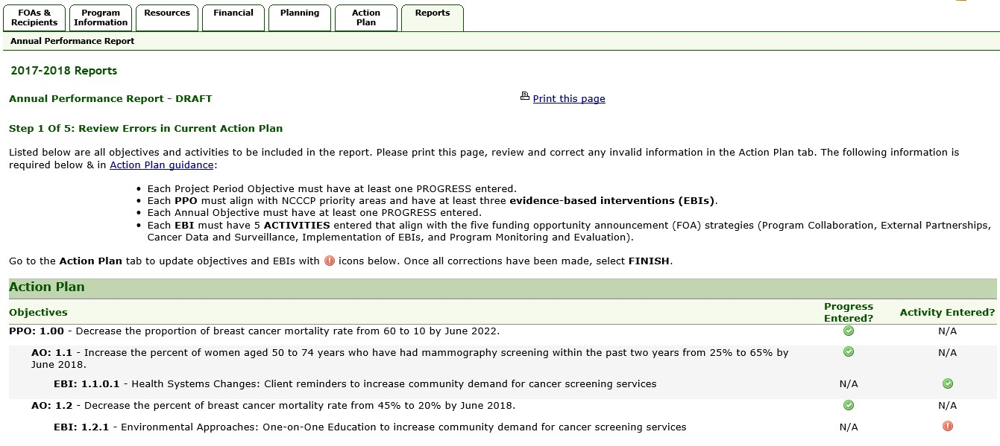 FOAs & Recipients
Program Information
Resources
Financial
Planning
Action Plan
Reports
Annual Performance Report
2017-2018 Reports
Annual Performance Report - DRAFT
Print this page
Step 1 Of 5: Review Errors in Current Action Plan
Listed below are all objectives and activities to be included in the report. Please print this page, review and correct any invalid information in the Action Plan tab. The following information is
required below & in Action Plan guidance:
• Each Project Period Objective must have at least one PROGRESS entered.
• Each PPO must align with NCCCP priority areas and have at least three evidence-based interventions (EBIs).
• Each Annual Objective must have at least one PROGRESS entered.
• Each EBI must have 5 ACTIVITIES entered that align with the five funding opportunity announcement (FOA) strategies (Program Collaboration, External Partnerships,
Cancer Data and Surveillance, Implementation of EBIs, and Program Monitoring and Evaluation).
Go to the Action Plan tab to update objectives and EBIs with ! icons below. Once all corrections have been made, select FINISH.
Action Plan
Objectives
Progress Entered?
Activity Entered?
PPO: 1.00 - Decrease the proportion of breast cancer mortality rate from 60 to 10 by June 2022.
N/A
AO: 1.1 - Increase the percent of women aged 50 to 74 years who have had mammography screening within the past two years from 25% to 65% by
June 2018.
N/A
EBI: 1.1.0.1 - Health Systems Changes: Client reminders to increase community demand for cancer screening services
N/A
AO: 1.2 - Decrease the percent of breast cancer mortality rate from 45% to 20% by June 2018.
N/A
EBI: 1.2.1 - Environmental Approaches: One-on-One Education to increase community demand for cancer screening services
N/A
!